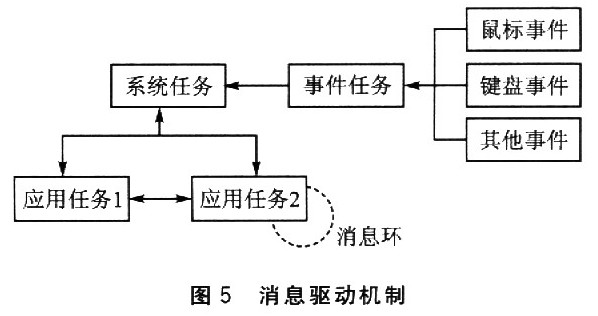 鼠标事件
系统任务
事件任务
键盘事件
其他事件
应用任务1
应用任务2
消息环
图5 消息驱动机制